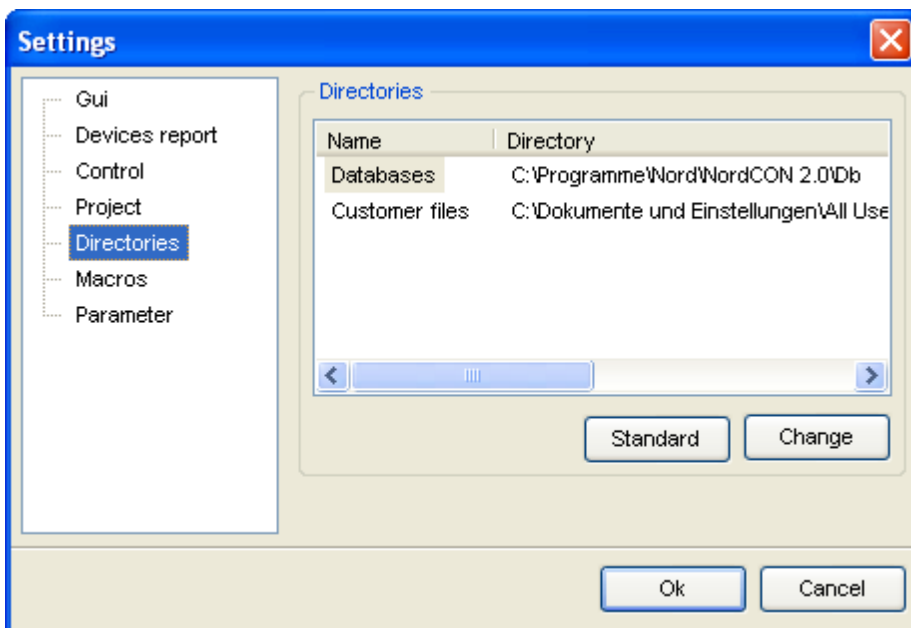 Settings
Gui
Devices report
Control
Project
Directories
Macros
Parameter
Directories
Name Directory
Databases C:\Programme\Nord\NordCON 2.0\Db
Customer files C:\Dokumente und Einstellungen\All Use
Standard Change
Ok Cancel